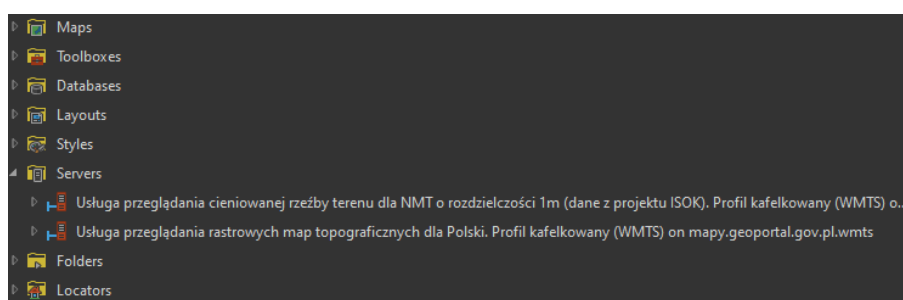 Maps
Toolboxes
Databases
Layouts
Styles
Servers
Usługa przeglądania cieniowanej rzeźby terenu dla NMT o rozdzielczości 1m (dane z projektu ISOK). Profil kafelkowany (WMTS) o..
Usługa przeglądania rastrowych map topograficznych dla Polski. Profil kafelkowany (WMTS) on mapy.geoportal.gov.pl.wmts
Folders
Locators